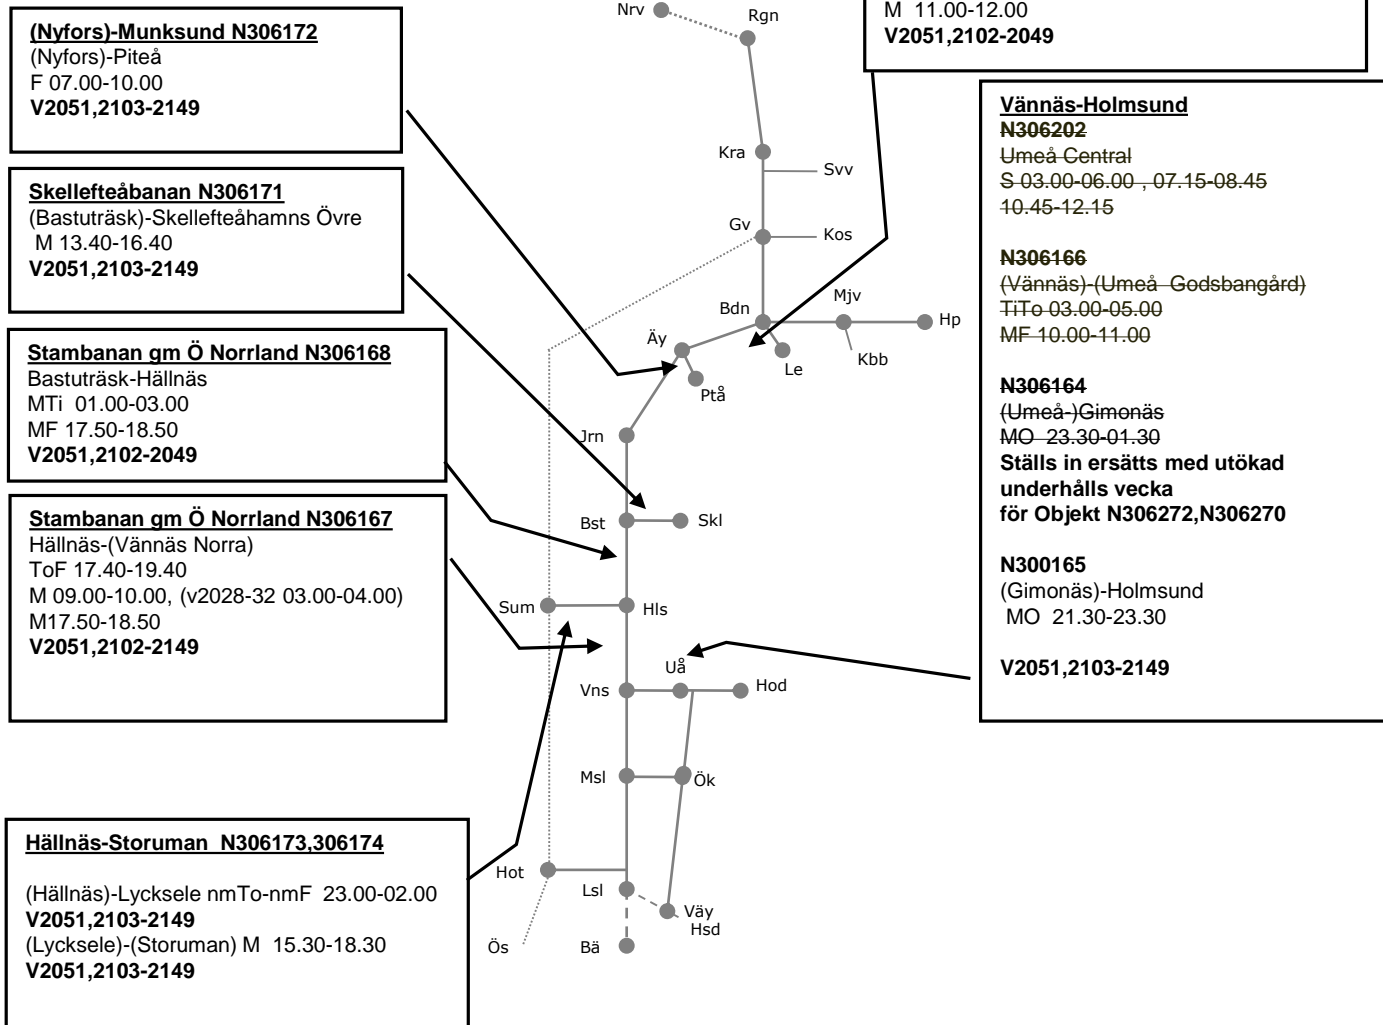 (Nyfors)-Munksund N306172
(Nyfors)-Piteå
F 07.00-10.00
V2051,2103-2149
Skellefteåbanan N306171
(Bastuträsk)-Skellefteåhamns Övre
M 13.40-16.40
V2051,2103-2149
Stambanan gm Ö Norrland N306168
Bastuträsk-Hällnäs
MTi 01.00-03.00
MF 17.50-18.50
V2051,2102-2049
Stambanan gm Ö Norrland N306167
Hällnäs-(Vännäs Norra)
ToF 17.40-19.40
M 09.00-10.00, (v2028-32 03.00-04.00)
M17.50-18.50
V2051,2102-2149
Hällnäs-Storuman N306173,306174
(Hällnäs)-Lycksele nmTo-nmF 23.00-02.00
V2051,2103-2149
(Lycksele)-(Storuman) M 15.30-18.30
V2051,2103-2149
Nrv
Rgn
Kra
Svv
Gv
Kos
Bdn
Mjv
Hp
Äy
Le
Kbb
Ptå
Jrn
Bst
Skl
Sum
Hls
Uå
Vns
Hod
Msl
Ök
Hot
Lsl
Väy
Hsd
Ös
Bä
M 11.00-12.00
V2051,2102-2049
Vännäs-Holmsund
N306202
Umeå Central
S 03.00-06.00 , 07.15-08.45
10.45-12.15
N306166
(Vännäs)-(Umeå Godsbangård)
TiTo 03.00-05.00
MF 10.00-11.00
N306164
(Umeå-)Gimonäs
MO 23.30-01.30
Ställs in ersätts med utökad
underhålls vecka
för Objekt N306272,N306270
N300165
(Gimonäs)-Holmsund
MO 21.30-23.30
V2051,2103-2149